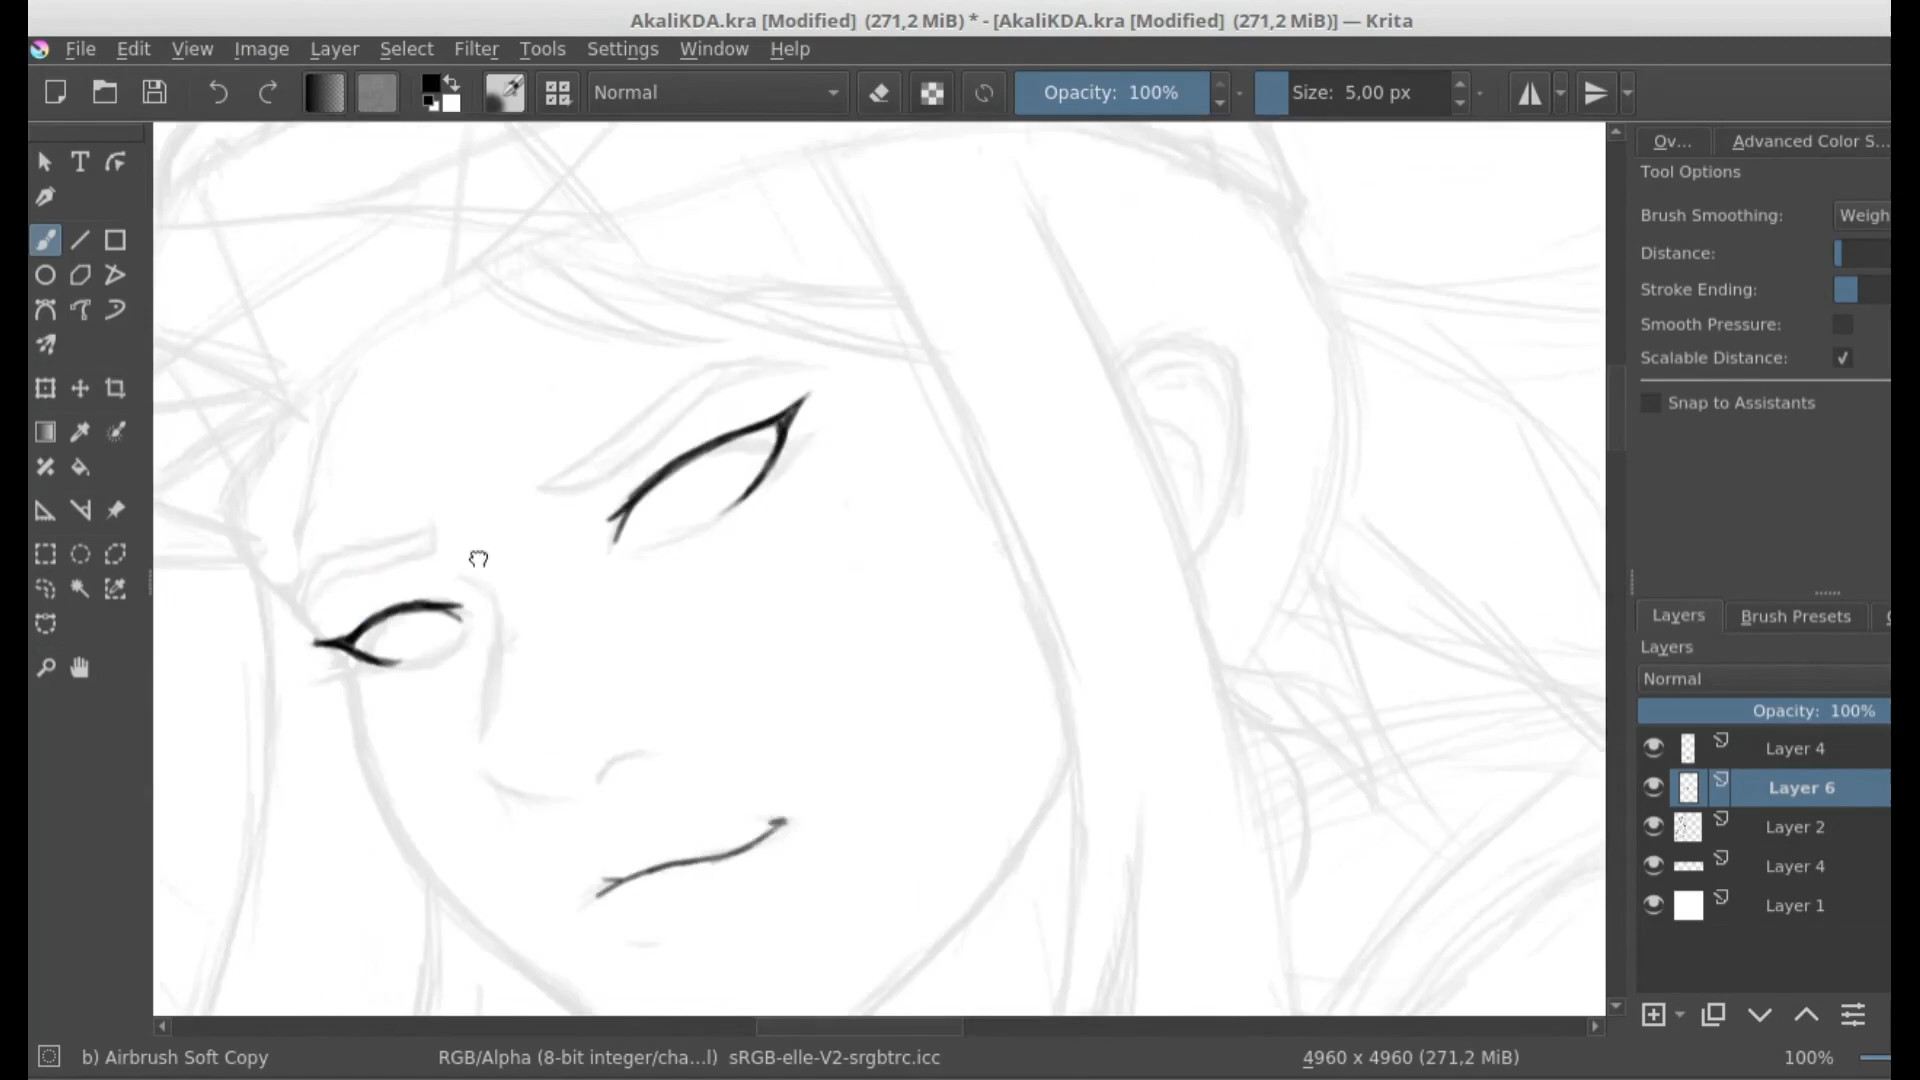 AkaliKDA.kra [Modified] (271,2 MiB) * - [AkaliKDA.kra [Modified] (271,2 MiB)] — Krita
File Edit View Image Layer Select Filter Tools Settings Window Help
Normal Opacity: 100% Size: 5,00 px
Ov... Advanced Color S...
Tool Options
Brush Smoothing: Weigh
Distance:
Stroke Ending:
Smooth Pressure:
Scalable Distance:
Snap to Assistants
Layers Brush Presets
Layers
Normal
Opacity: 100%
Layer 4
Layer 6
Layer 2
Layer 4
Layer 1
b) Airbrush Soft Copy RGB/Alpha (8-bit integer/cha...l) sRGB-elle-V2-srgbtrc.icc 4960 x 4960 (271,2 MiB) 100%